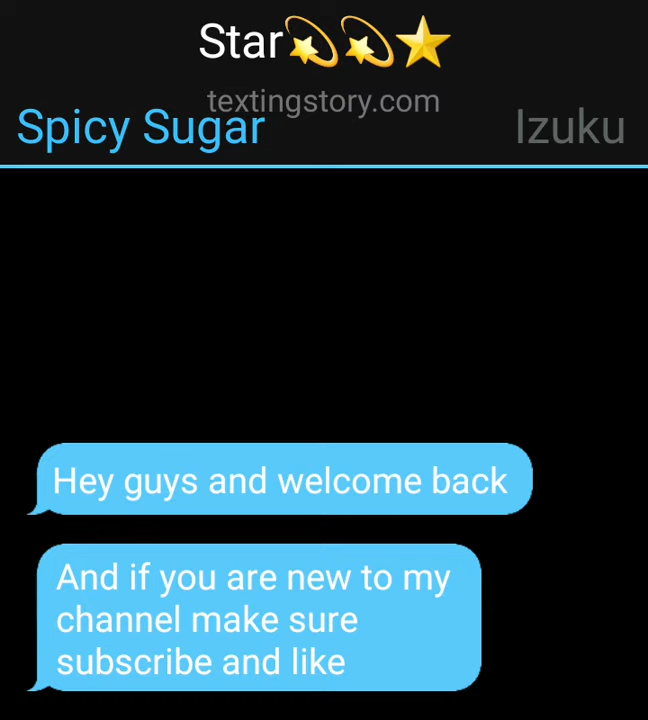 Star💫💫⭐
textingstory.com
Spicy Sugar Izuku
Hey guys and welcome back
And if you are new to my
channel make sure
subscribe and like